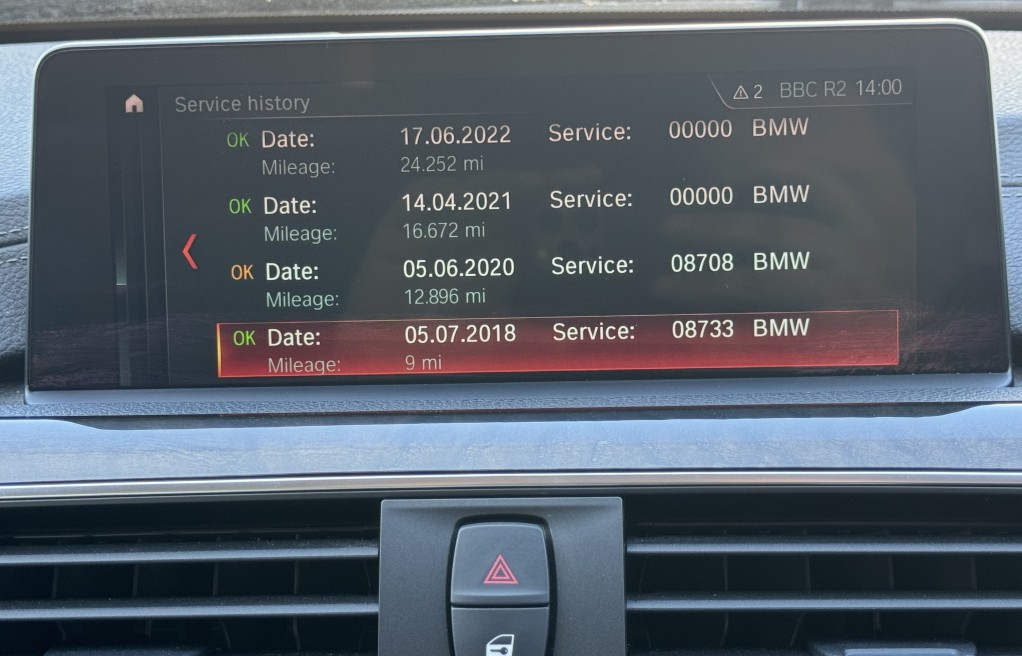 Service history
2 BBC R2 14:00
OK Date: 17.06.2022 Service: 00000 BMW
Mileage: 24.252 mi
OK Date: 14.04.2021 Service: 00000 BMW
Mileage: 16.672 mi
OK Date: 05.06.2020 Service: 08708 BMW
Mileage: 12.896 mi
OK Date: 05.07.2018 Service: 08733 BMW
Mileage: 9 mi